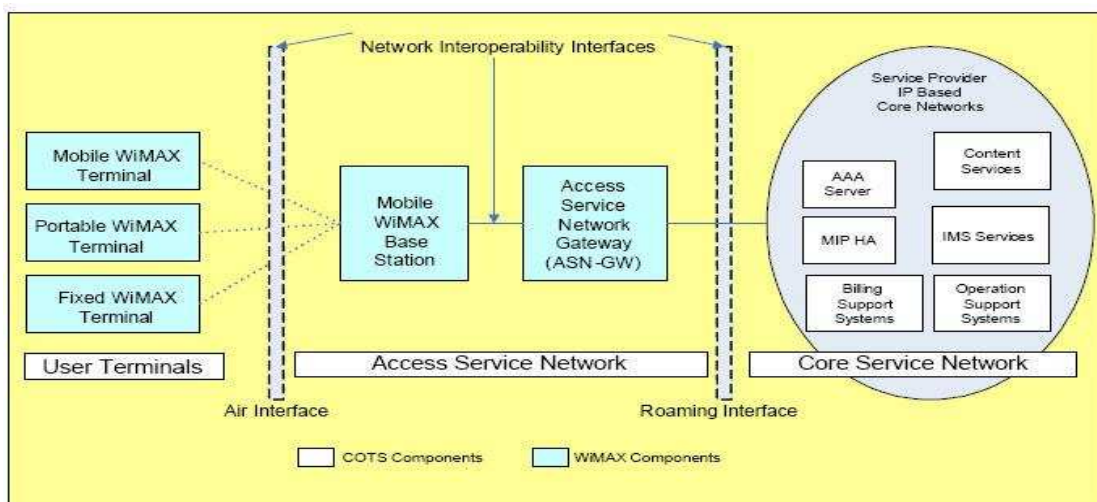 Network Interoperability Interfaces
Service Provider
IP Based
Core Networks
Mobile WiMAX
Terminal
Portable WiMAX
Terminal
Fixed WiMAX
Terminal
Mobile
WiMAX
Base
Station
Access
Service
Network
Gateway
(ASN-GW)
AAA
Server
Content
Services
MIP HA
IMS Services
Billing
Support
Systems
Operation
Support
Systems
User Terminals
Access Service Network
Core Service Network
Air Interface
Roaming Interface
COTS Components
WiMAX Components